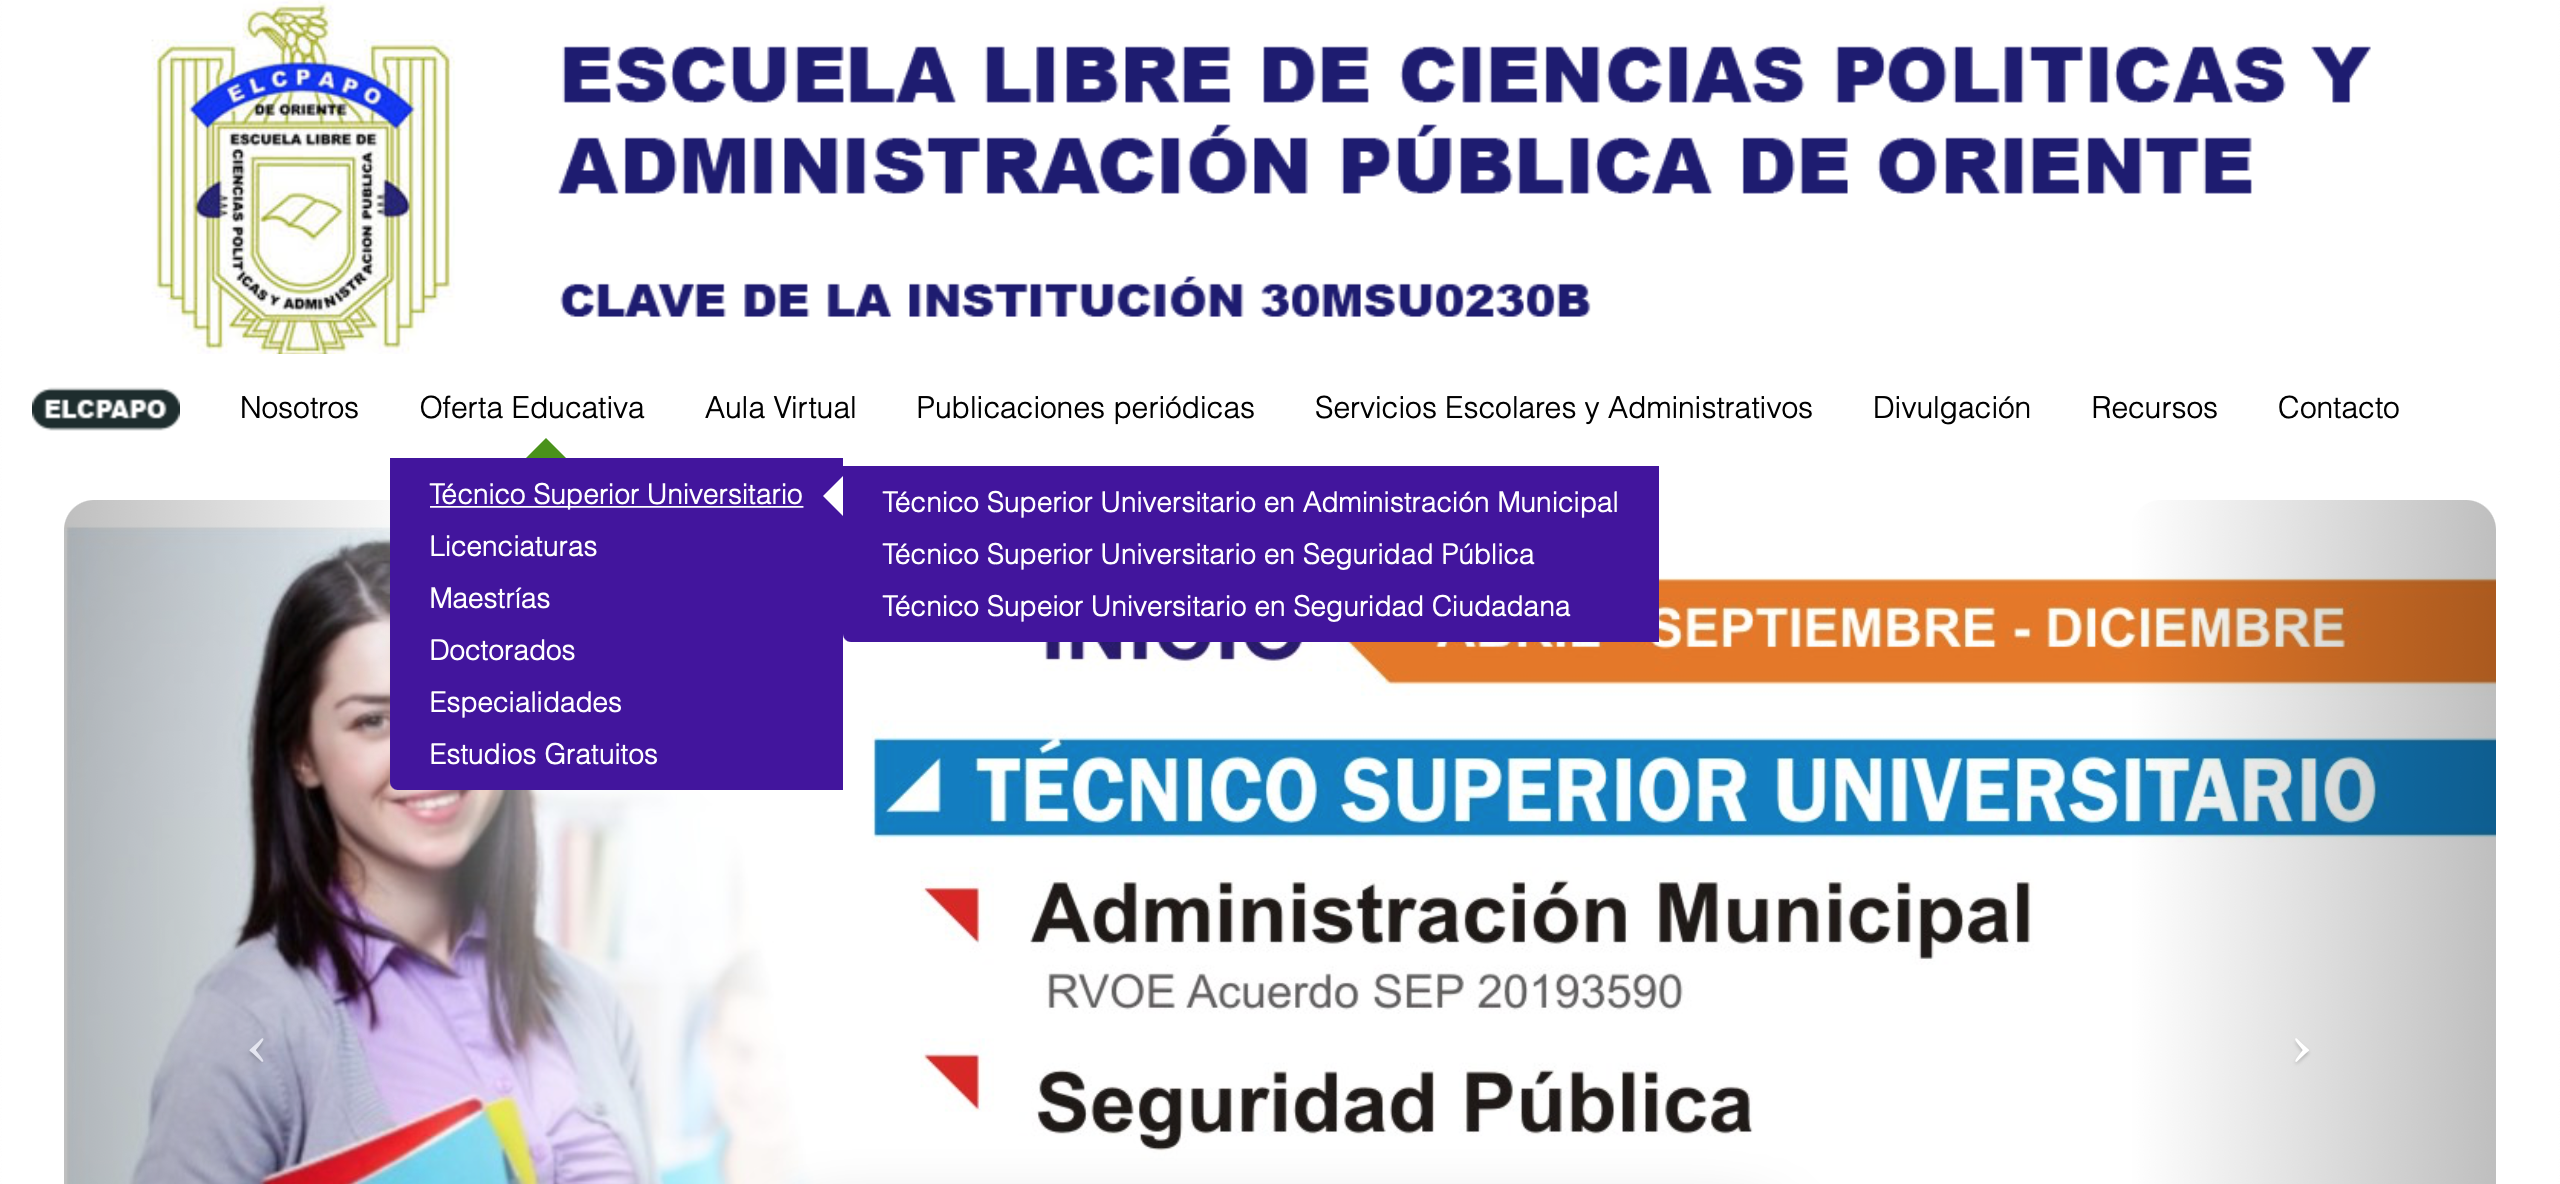 ELCPAPO
DE ORIENTE
ESCUELA LIBRE DE
CIENCIAS POLITICAS Y ADMINISTRACION PUBLICA
ESCUELA LIBRE DE CIENCIAS POLITICAS Y
ADMINISTRACIÓN PÚBLICA DE ORIENTE
CLAVE DE LA INSTITUCIÓN 30MSU0230B
ELCPAPO Nosotros Oferta Educativa Aula Virtual Publicaciones periódicas Servicios Escolares y Administrativos Divulgación Recursos Contacto
Técnico Superior Universitario
Licenciaturas
Maestrías
Doctorados
Especialidades
Estudios Gratuitos
Técnico Superior Universitario en Administración Municipal
Técnico Superior Universitario en Seguridad Pública
Técnico Supeior Universitario en Seguridad Ciudadana
INICIO ABRIL SEPTIEMBRE - DICIEMBRE
TÉCNICO SUPERIOR UNIVERSITARIO
Administración Municipal
RVOE Acuerdo SEP 20193590
Seguridad Pública